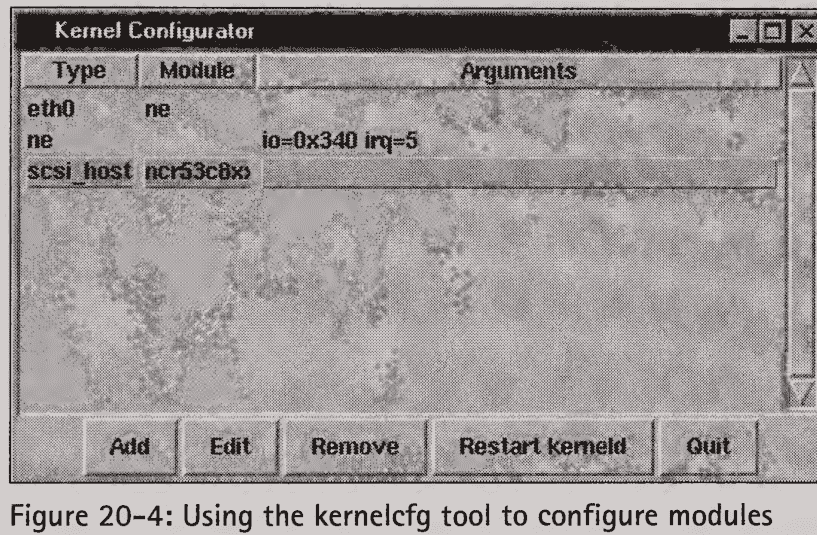 Kernel Configurator
Type Module Arguments
eth0 ne
ne io=0x340 irq=5
scsi_host ncr53c8x
Add Edit Remove Restart kerneld Quit
Figure 20-4: Using the kernelcfg tool to configure modules